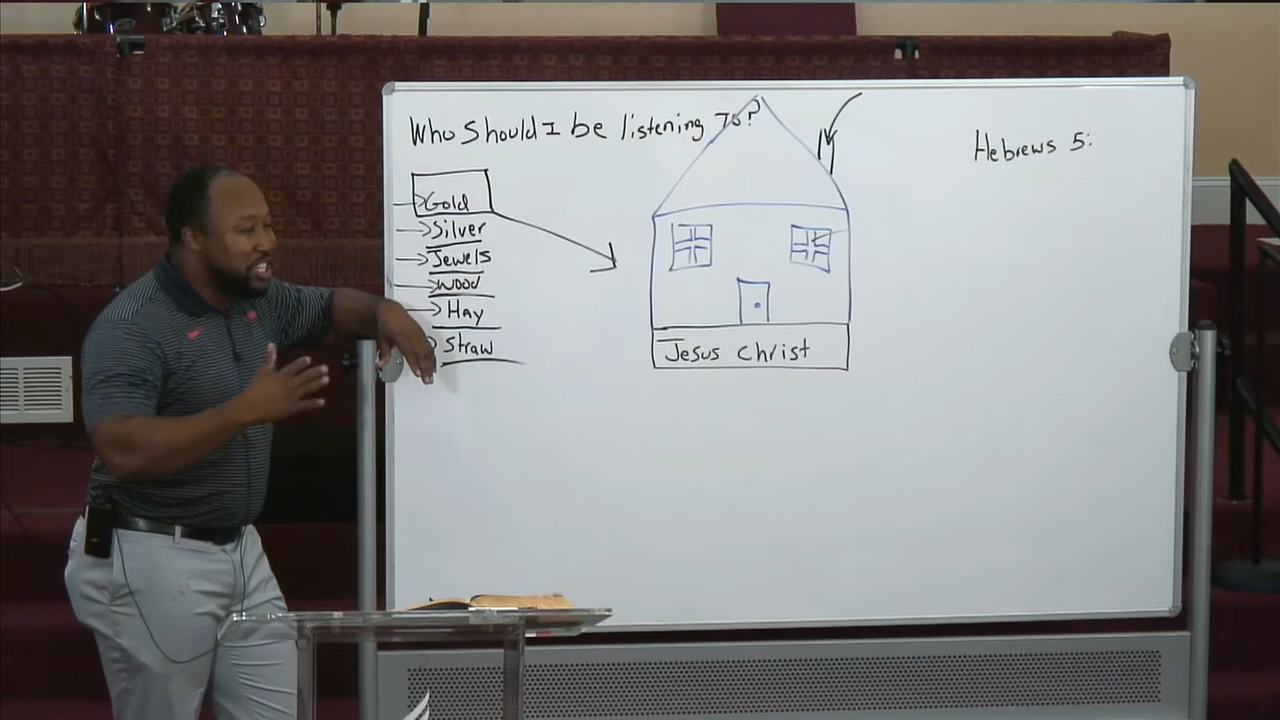 Who Should I be listening To?
Hebrews 5:
Gold
Silver
Jewels
Wood
Hay
Straw
Jesus Christ